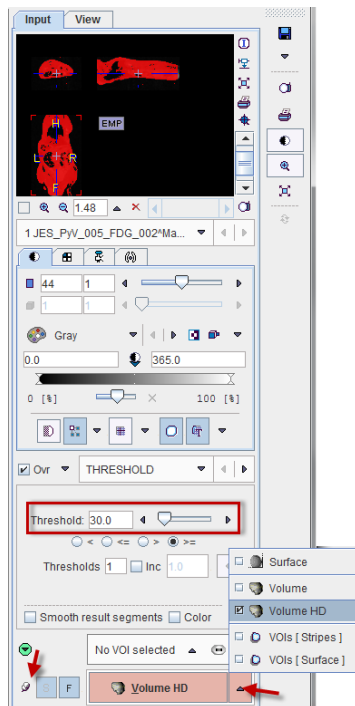 Input View
EMP
H
L R
F
1.48
1 JES_PyV_005_FDG_002^Ma...
44 1
1 1
Gray
0.0 365.0
0 [%] 100 [%]
Ovr THRESHOLD
Threshold: 30.0
< <= > >=
Thresholds 1 Inc 1.0
Surface
Volume
Volume HD
VOIs [ Stripes ]
VOIs [ Surface ]
Smooth result segments Color
No VOI selected
S F Volume HD